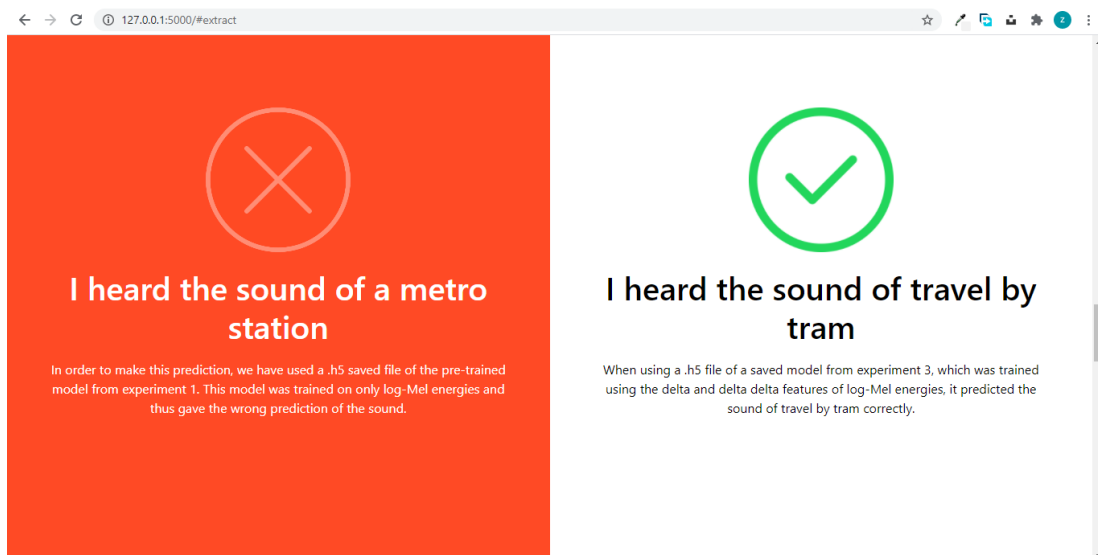 127.0.0.1:5000/#extract
Z
I heard the sound of a metro
station
In order to make this prediction, we have used a .h5 saved file of the pre-trained
model from experiment 1. This model was trained on only log-Mel energies and
thus gave the wrong prediction of the sound.
I heard the sound of travel by
tram
When using a .h5 file of a saved model from experiment 3, which was trained
using the delta and delta delta features of log-Mel energies, it predicted the
sound of travel by tram correctly.